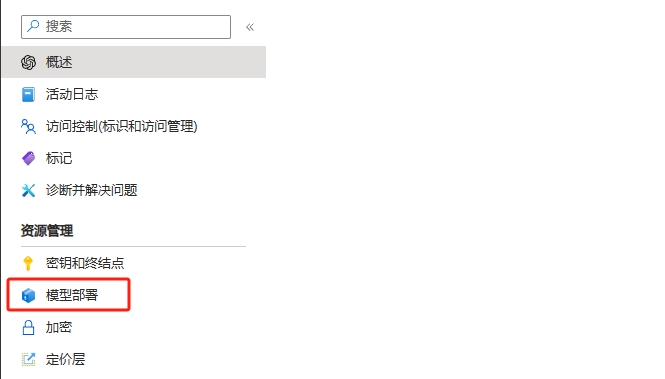 搜索
概述
活动日志
访问控制(标识和访问管理)
标记
诊断并解决问题
资源管理
密钥和终结点
模型部署
加密
定价层